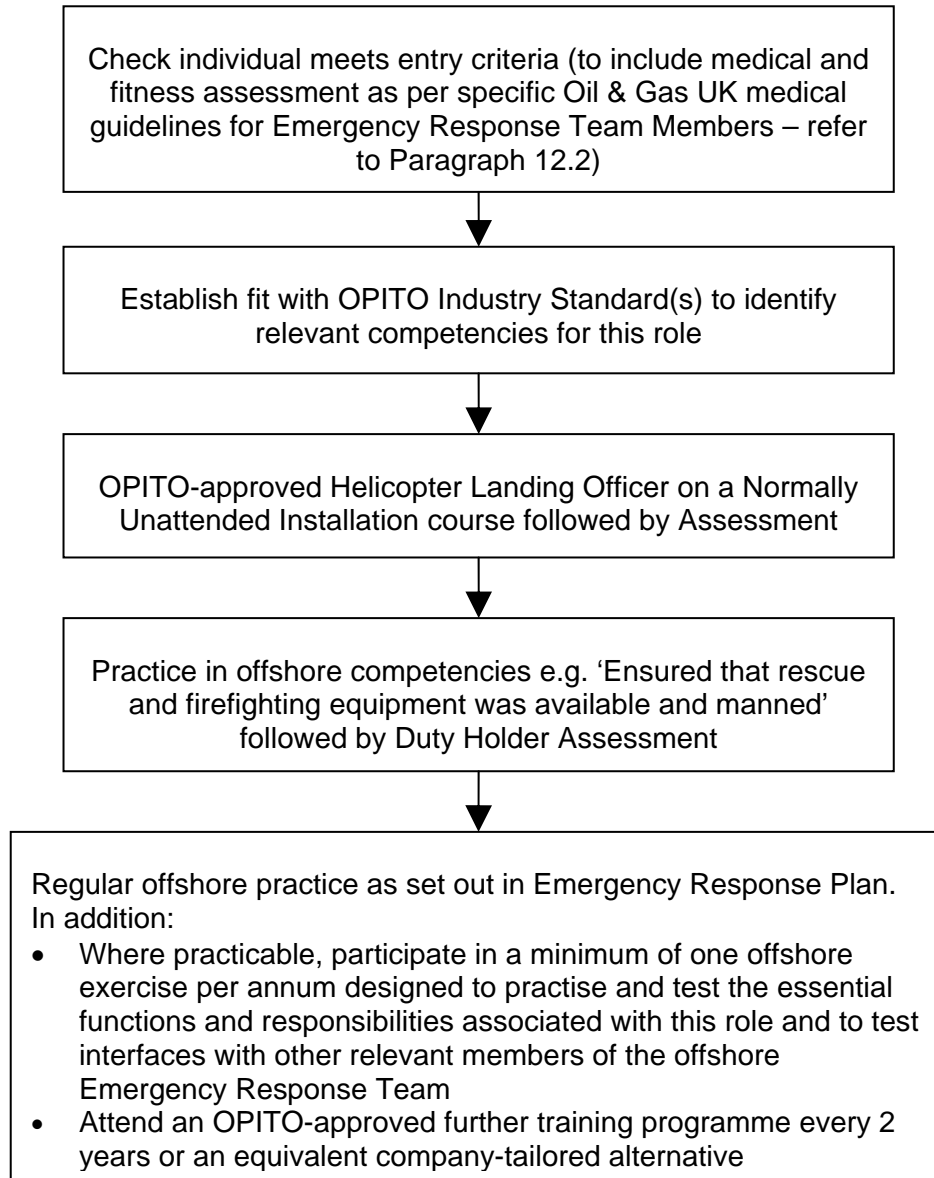 Check individual meets entry criteria (to include medical and
fitness assessment as per specific Oil & Gas UK medical
guidelines for Emergency Response Team Members – refer
to Paragraph 12.2)
Establish fit with OPITO Industry Standard(s) to identify
relevant competencies for this role
OPITO-approved Helicopter Landing Officer on a Normally
Unattended Installation course followed by Assessment
Practice in offshore competencies e.g. ‘Ensured that rescue
and firefighting equipment was available and manned’
followed by Duty Holder Assessment
Regular offshore practice as set out in Emergency Response Plan.
In addition:
• Where practicable, participate in a minimum of one offshore
exercise per annum designed to practise and test the essential
functions and responsibilities associated with this role and to test
interfaces with other relevant members of the offshore
Emergency Response Team
• Attend an OPITO-approved further training programme every 2
years or an equivalent company-tailored alternative